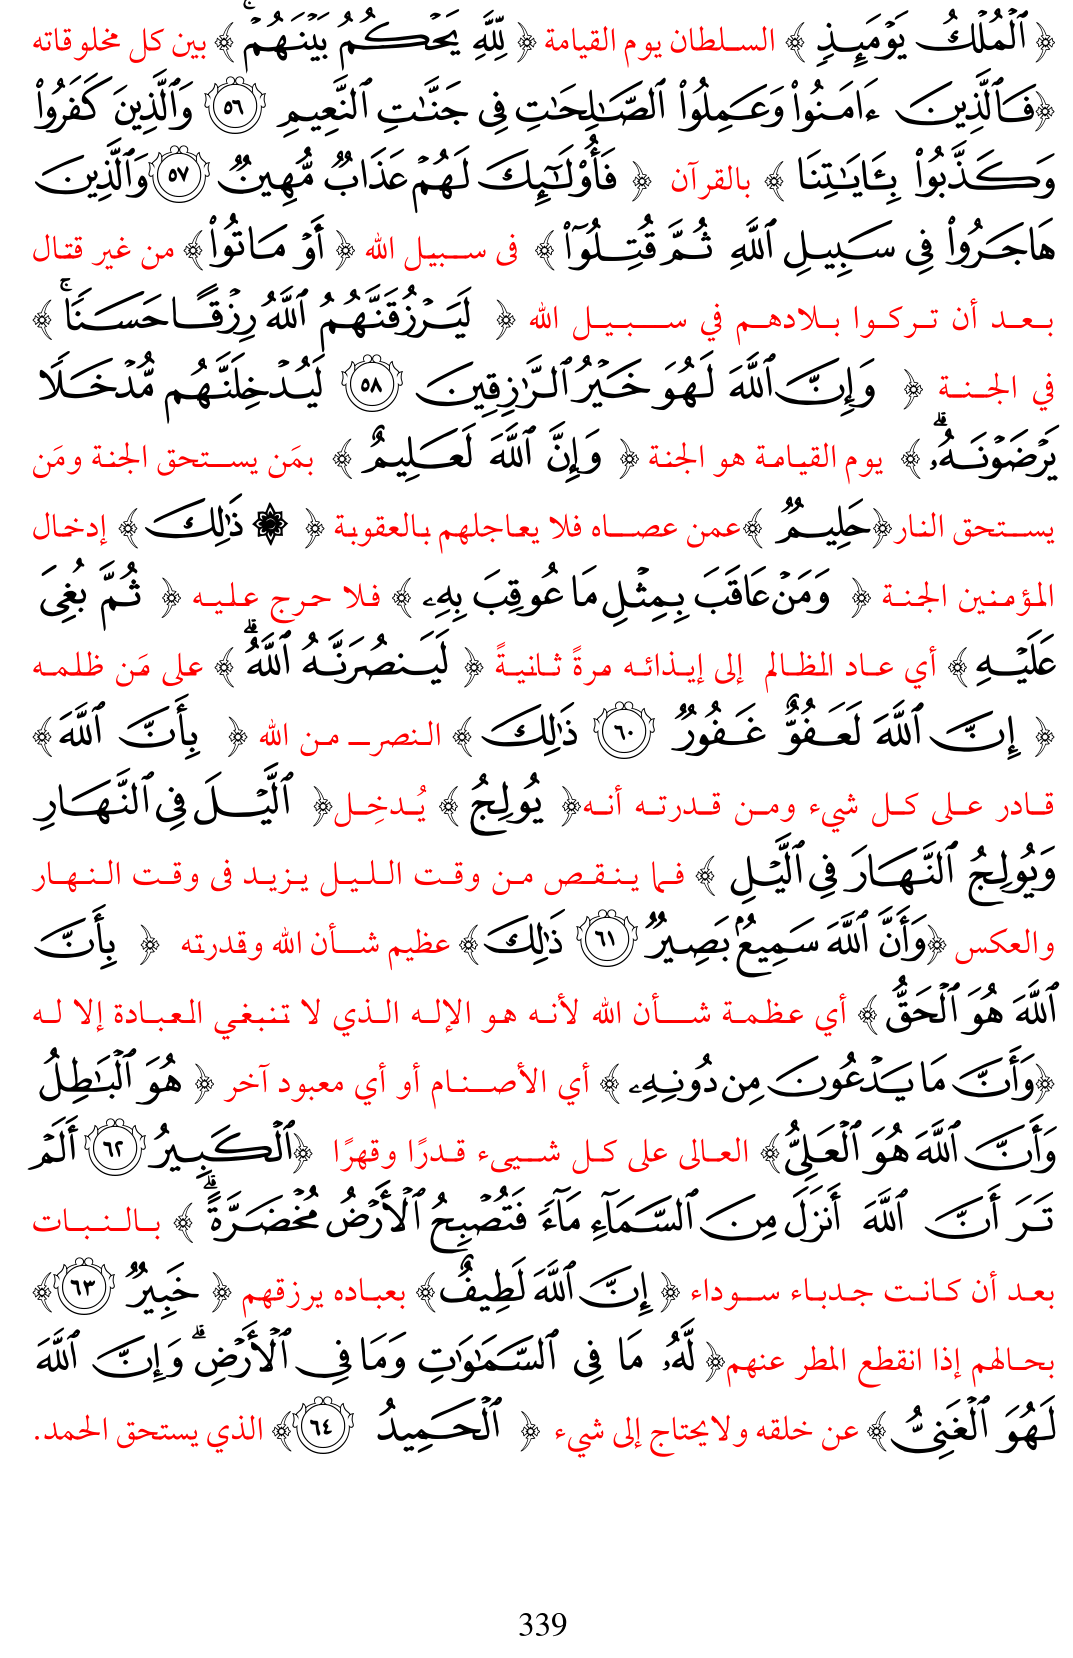 ﴿ ٱلۡمُلۡكُ يَوۡمَئِذٖ ﴾ السلطان يوم القيامة ﴿ لِّلَّهِ يَحۡكُمُ بَيۡنَهُمۡۚ ﴾ بين كل مخلوقاته
﴿فَٱلَّذِينَ ءَامَنُواْ وَعَمِلُواْ ٱلصَّٰلِحَٰتِ فِي جَنَّٰتِ ٱلنَّعِيمِ ٥٦ وَٱلَّذِينَ كَفَرُواْ
وَكَذَّبُواْ بِـَٔايَٰتِنَا ﴾ بالقرآن ﴿ فَأُوْلَٰٓئِكَ لَهُمۡ عَذَابٞ مُّهِينٞ ٥٧ وَٱلَّذِينَ
هَاجَرُواْ فِي سَبِيلِ ٱللَّهِ ثُمَّ قُتِلُوٓاْ ﴾ فى سبيل الله ﴿ أَوۡ مَاتُواْ﴾ من غير قتال
بعد أن تركوا بلادهم في سبيل الله ﴿ لَيَرۡزُقَنَّهُمُ ٱللَّهُ رِزۡقًا حَسَنٗاۚ ﴾
في الجنة ﴿ وَإِنَّ ٱللَّهَ لَهُوَ خَيۡرُ ٱلرَّٰزِقِينَ ٥٨ لَيُدۡخِلَنَّهُم مُّدۡخَلٗا
يَرۡضَوۡنَهُۥۗ ﴾ يوم القيامة هو الجنة ﴿ وَإِنَّ ٱللَّهَ لَعَلِيمٌ ﴾ بمَن يستحق الجنة ومَن
يستحق النار﴿حَلِيمٞ ﴾عمن عصاه فلا يعاجلهم بالعقوبة ﴿ ۞ ذَٰلِكَ ﴾ إدخال
المؤمنين الجنة ﴿ وَمَنۡ عَاقَبَ بِمِثۡلِ مَا عُوقِبَ بِهِۦ ﴾ فلا حرج عليه ﴿ ثُمَّ بُغِيَ
عَلَيۡهِ ﴾ أي عاد الظالم إلى إيذائه مرةً ثانيةً ﴿ لَيَنصُرَنَّهُ ٱللَّهُۗ ﴾ على مَن ظلمه
﴿ إِنَّ ٱللَّهَ لَعَفُوٌّ غَفُورٞ ٦٠ ذَٰلِكَ ﴾ النصر من الله ﴿ بِأَنَّ ٱللَّهَ ﴾
قادر على كل شيء ومن قدرته أنه﴿ يُولِجُ ﴾ يُدخِل﴿ ٱلَّيۡلَ فِي ٱلنَّهَارِ
وَيُولِجُ ٱلنَّهَارَ فِي ٱلَّيۡلِ ﴾ فما ينقص من وقت الليل يزيد فى وقت النهار
والعكس ﴿وَأَنَّ ٱللَّهَ سَمِيعُۢ بَصِيرٞ ٦١ ذَٰلِكَ﴾ عظيم شأن الله وقدرته ﴿ بِأَنَّ
ٱللَّهَ هُوَ ٱلۡحَقُّ ﴾ أي عظمة شأن الله لأنه هو الإله الذي لا تنبغي العبادة إلا له
﴿وَأَنَّ مَا يَدۡعُونَ مِن دُونِهِۦ ﴾ أي الأصنام أو أي معبود آخر ﴿ هُوَ ٱلۡبَٰطِلُ
وَأَنَّ ٱللَّهَ هُوَ ٱلۡعَلِيُّ﴾ العالى على كل شييء قدرًا وقهرًا ﴿ٱلۡكَبِيرُ ٦٢ أَلَمۡ
تَرَ أَنَّ ٱللَّهَ أَنزَلَ مِنَ ٱلسَّمَآءِ مَآءٗ فَتُصۡبِحُ ٱلۡأَرۡضُ مُخۡضَرَّةًۗ ﴾ بالنبات
بعد أن كانت جدباء سوداء ﴿ إِنَّ ٱللَّهَ لَطِيفٌ﴾ بعباده يرزقهم ﴿ خَبِيرٞ ٦٣ ﴾
بحالهم إذا انقطع المطر عنهم﴿ لَّهُۥ مَا فِي ٱلسَّمَٰوَٰتِ وَمَا فِي ٱلۡأَرۡضِۗ وَإِنَّ ٱللَّهَ
لَهُوَ ٱلۡغَنِيُّ ﴾ عن خلقه ولايحتاج إلى شيء ﴿ ٱلۡحَمِيدُ ٦٤ ﴾ الذي يستحق الحمد.
339